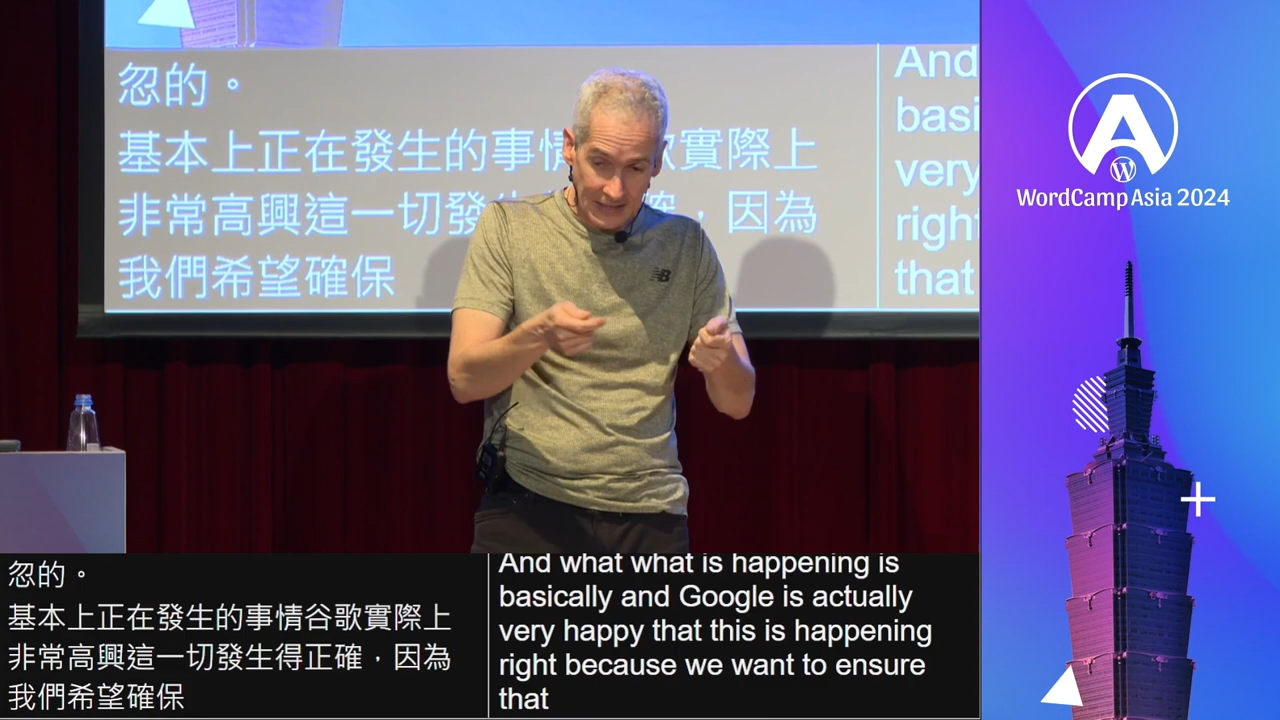 忽的。
基本上正在發生的事情
歌實際上
非常高興這一切發生
確，因為
我們希望確保
And
basi
very
right
that
A
W
WordCamp Asia 2024
NB
忽的。
基本上正在發生的事情谷歌實際上
非常高興這一切發生得正確，因為
我們希望確保
And what what is happening is
basically and Google is actually
very happy that this is happening
right because we want to ensure
that